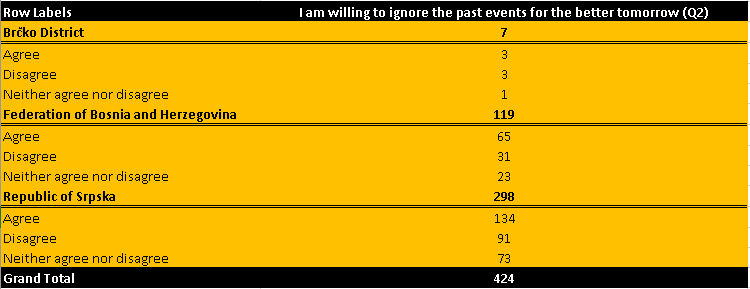 Row Labels I am willing to ignore the past events for the better tomorrow (Q2)
Brčko District 7
Agree 3
Disagree 3
Neither agree nor disagree 1
Federation of Bosnia and Herzegovina 119
Agree 65
Disagree 31
Neither agree nor disagree 23
Republic of Srpska 298
Agree 134
Disagree 91
Neither agree nor disagree 73
Grand Total 424